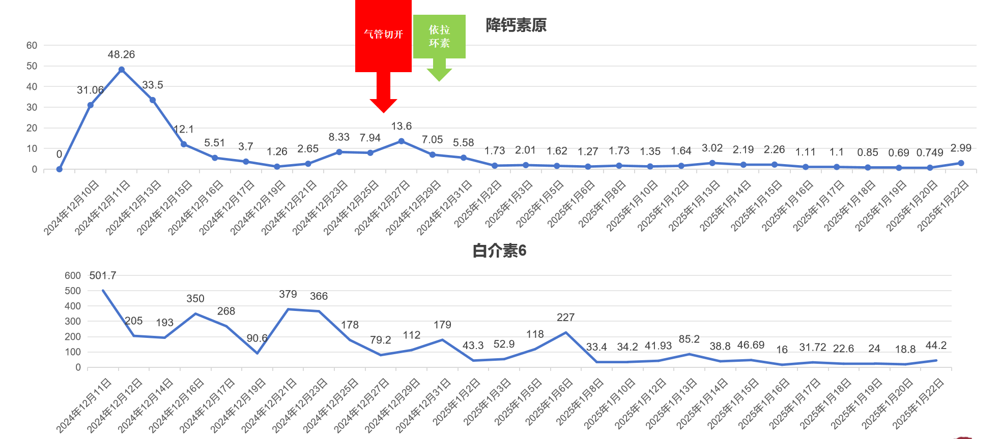 气管切开
依拉
环素
降钙素原
60
50
40
30
20
10
0
0
31.06
48.26
33.5
12.1
5.51
3.7
1.26
2.65
8.33
7.94
13.6
7.05
5.58
1.73
2.01
1.62
1.27
1.73
1.35
1.64
3.02
2.19
2.26
1.11
1.1
0.85
0.69
0.749
2.99
2024年12月10日
2024年12月11日
2024年12月13日
2024年12月15日
2024年12月16日
2024年12月17日
2024年12月19日
2024年12月21日
2024年12月23日
2024年12月25日
2024年12月27日
2024年12月29日
2024年12月31日
2025年1月2日
2025年1月3日
2025年1月5日
2025年1月6日
2025年1月8日
2025年1月10日
2025年1月12日
2025年1月13日
2025年1月14日
2025年1月15日
2025年1月16日
2025年1月17日
2025年1月18日
2025年1月19日
2025年1月20日
2025年1月22日
白介素6
600
500
400
300
200
100
0
501.7
205
193
350
268
90.6
379
366
178
79.2
112
179
43.3
52.9
118
227
33.4
34.2
41.93
85.2
38.8
46.69
16
31.72
22.6
24
18.8
44.2
2024年12月11日
2024年12月12日
2024年12月14日
2024年12月16日
2024年12月17日
2024年12月19日
2024年12月21日
2024年12月23日
2024年12月25日
2024年12月27日
2024年12月29日
2024年12月31日
2025年1月2日
2025年1月3日
2025年1月5日
2025年1月6日
2025年1月8日
2025年1月10日
2025年1月12日
2025年1月13日
2025年1月14日
2025年1月15日
2025年1月16日
2025年1月17日
2025年1月18日
2025年1月19日
2025年1月20日
2025年1月22日